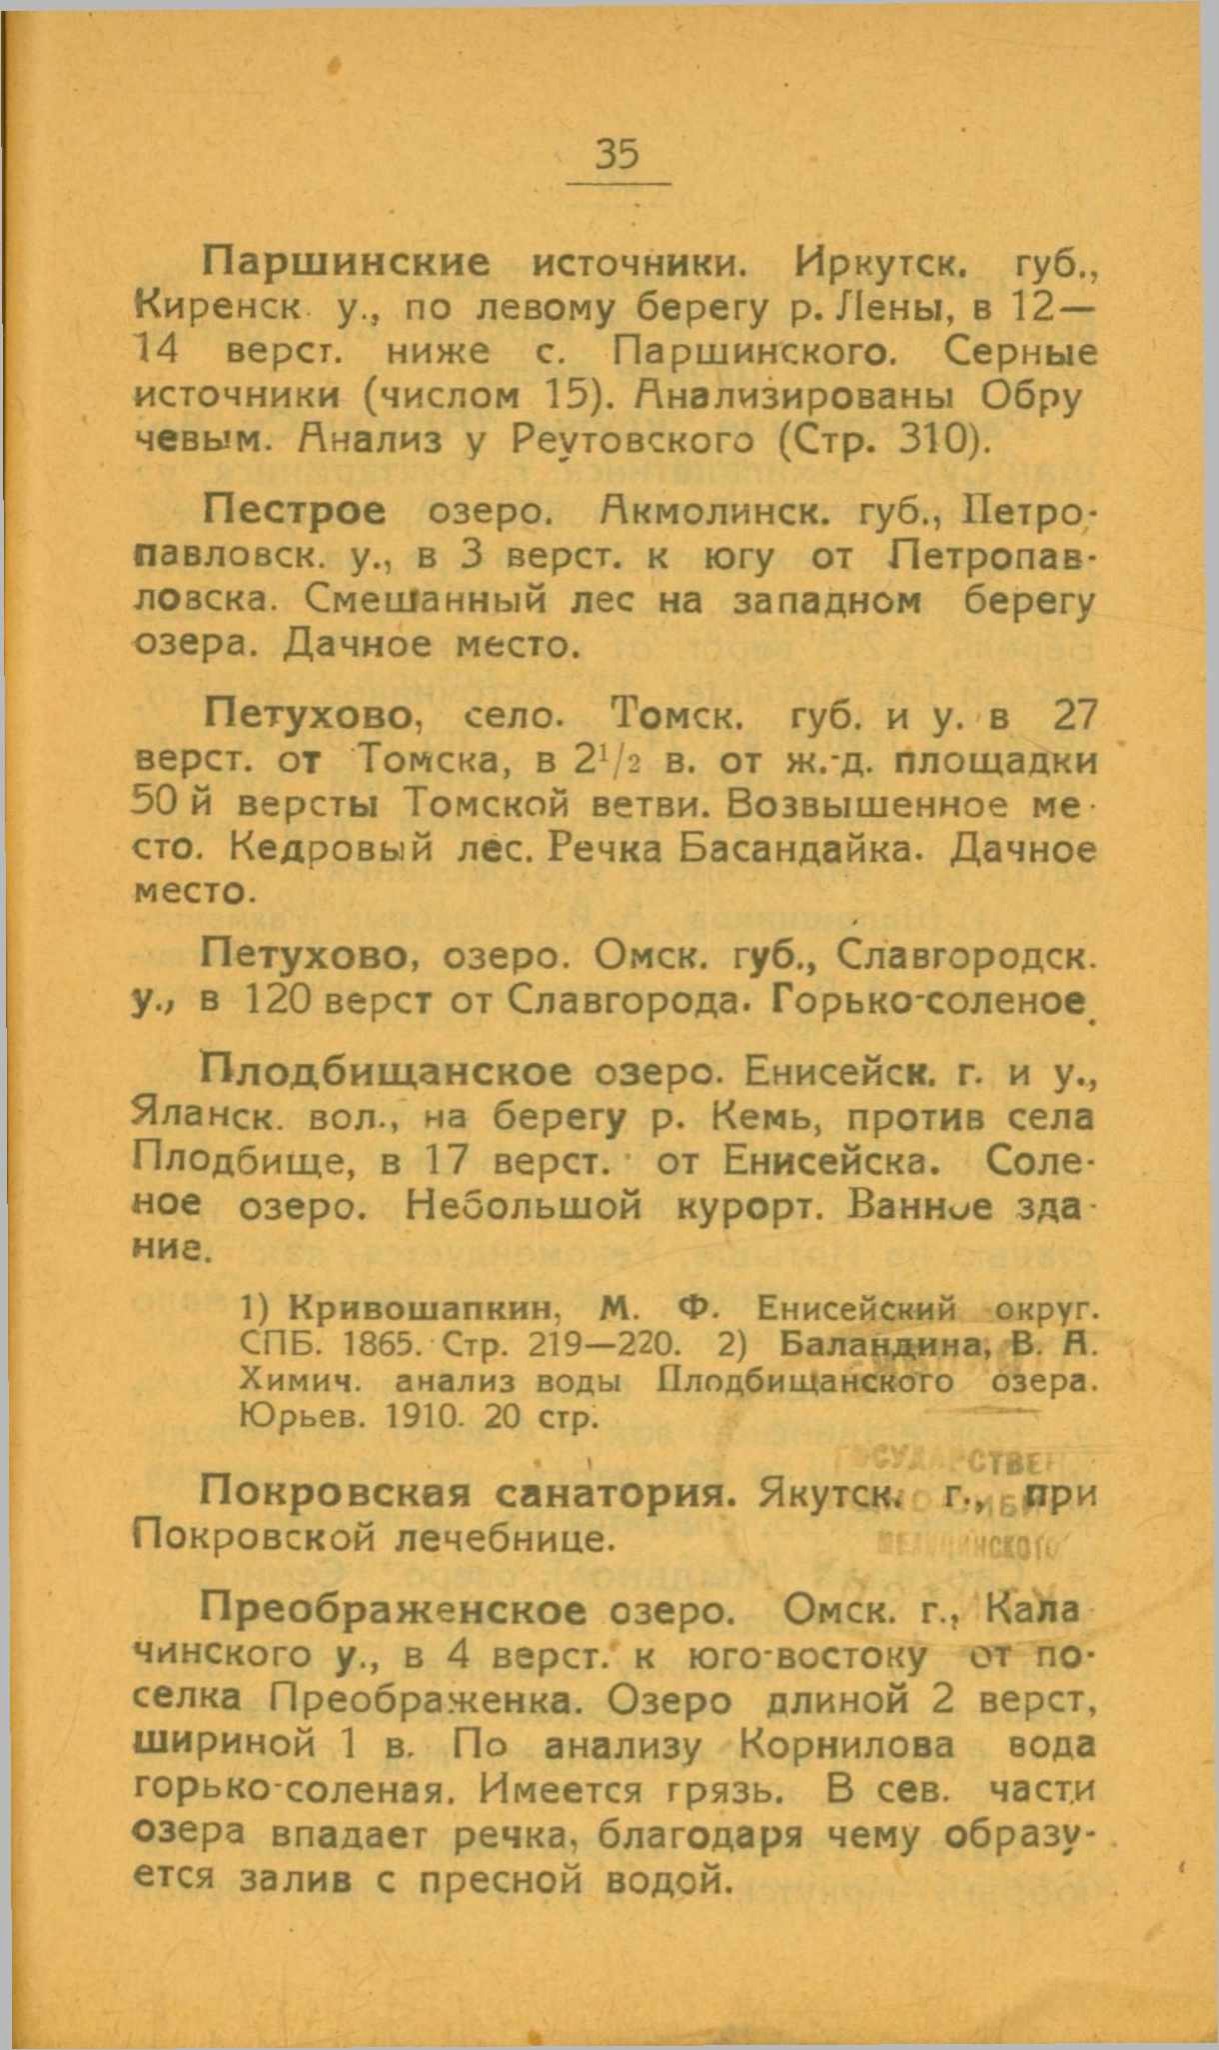 35
Паршинские источники. Иркутск. губ.,
Киренск. у., по левому берегу р. Лены, в 12—
14 верст. ниже с. Паршинского. Серные
источники (числом 15). Анализированы Обру
чевым. Анализ у Реутовского (Стр. 310).
Пестрое озеро. Акмолинск. губ., Петро-
павловск. у., в 3 верст. к югу от Петропав-
ловска. Смешанный лес на западном берегу
озера. Дачное место.
Петухово, село. Томск. губ. и у. в 27
верст. от Томска, в 2½ в. от ж.-д. площадки
50 й версты Томской ветви. Возвышенное ме-
сто. Кедровый лес. Речка Басандайка. Дачное
место.
Петухово, озеро. Омск. губ., Славгородск.
у., в 120 верст от Славгорода. Горько-соленое.
Плодбищанское озеро. Енисейск. г. и у.,
Яланск. вол., на берегу р. Кемь, против села
Плодбище, в 17 верст. от Енисейска. Соле-
ное озеро. Небольшой курорт. Ванное зда-
ние.
1) Кривошапкин, М. Ф. Енисейский округ.
СПБ. 1865. Стр. 219—220. 2) Баландина, В. А.
Химич. анализ воды Плодбищанского озера.
Юрьев. 1910. 20 стр.
Покровская санатория. Якутск. г., при
Покровской лечебнице.
Преображенское озеро. Омск. г., Кала
чинского у., в 4 верст. к юго-востоку от по-
селка Преображенка. Озеро длиной 2 верст,
шириной 1 в. По анализу Корнилова вода
горько-соленая. Имеется грязь. В сев. части
озера впадает речка, благодаря чему образу-
ется залив с пресной водой.